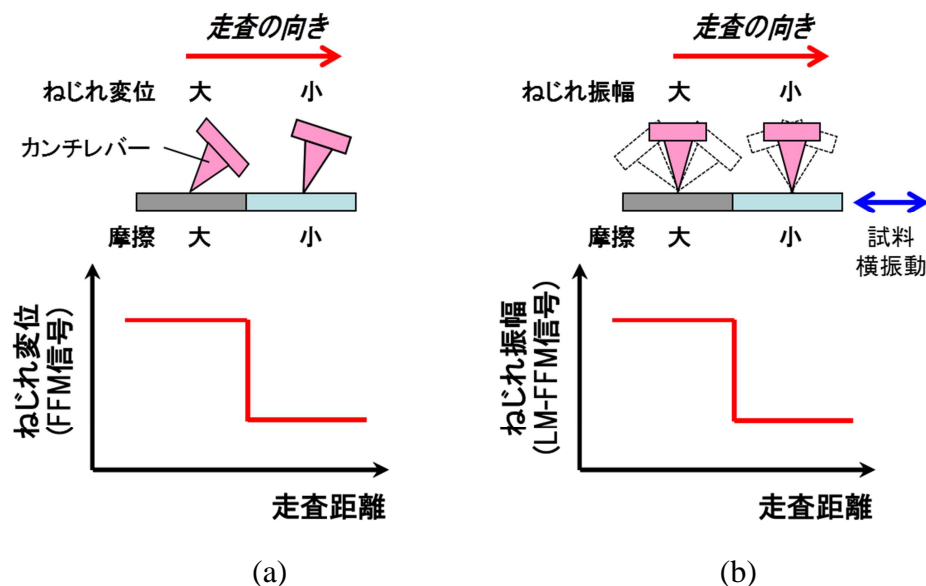 走査の向き
ねじれ変位 大 小
カンチレバー
摩擦 大 小
ねじれ変位
(FFM信号)
走査距離
(a)
走査の向き
ねじれ振幅 大 小
摩擦 大 小
試料
横振動
ねじれ振幅
(LM-FFM信号)
走査距離
(b)